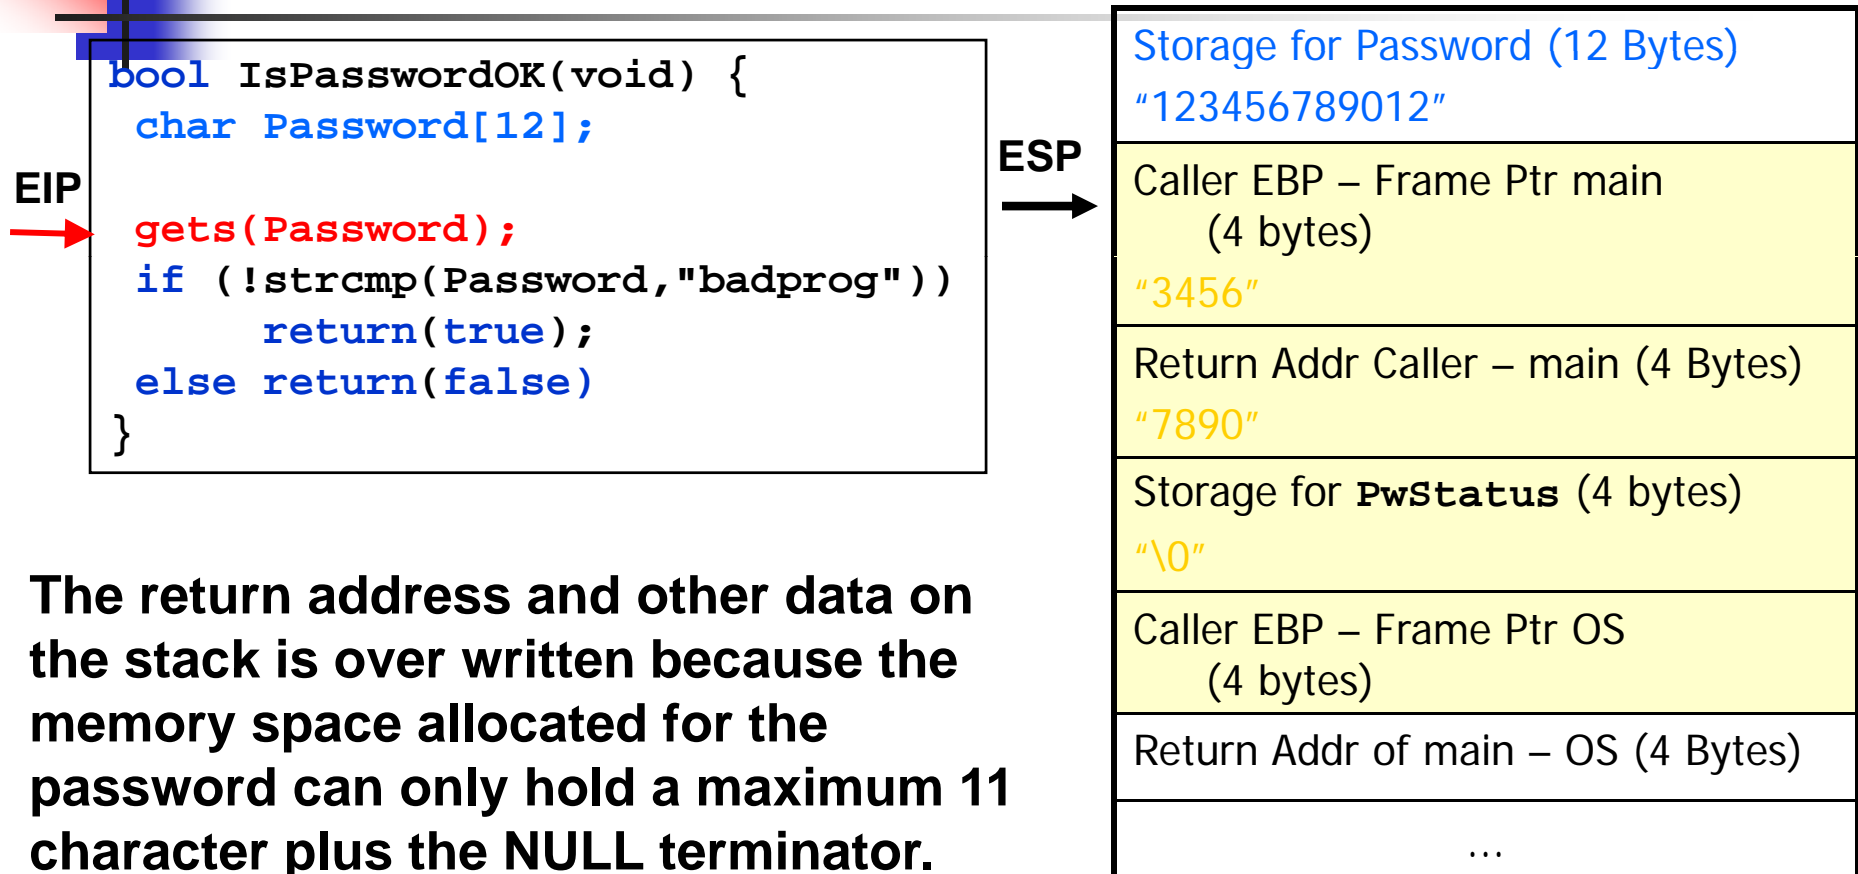 bool IsPasswordOK(void) {
char Password[12];
EIP
gets(Password);
if (!strcmp(Password,"badprog"))
return(true);
else return(false)
}
The return address and other data on
the stack is over written because the
memory space allocated for the
password can only hold a maximum 11
character plus the NULL terminator.
ESP
Storage for Password (12 Bytes)
“123456789012”
Caller EBP – Frame Ptr main
(4 bytes)
“3456”
Return Addr Caller – main (4 Bytes)
“7890”
Storage for PwStatus (4 bytes)
“\0”
Caller EBP – Frame Ptr OS
(4 bytes)
Return Addr of main – OS (4 Bytes)
…